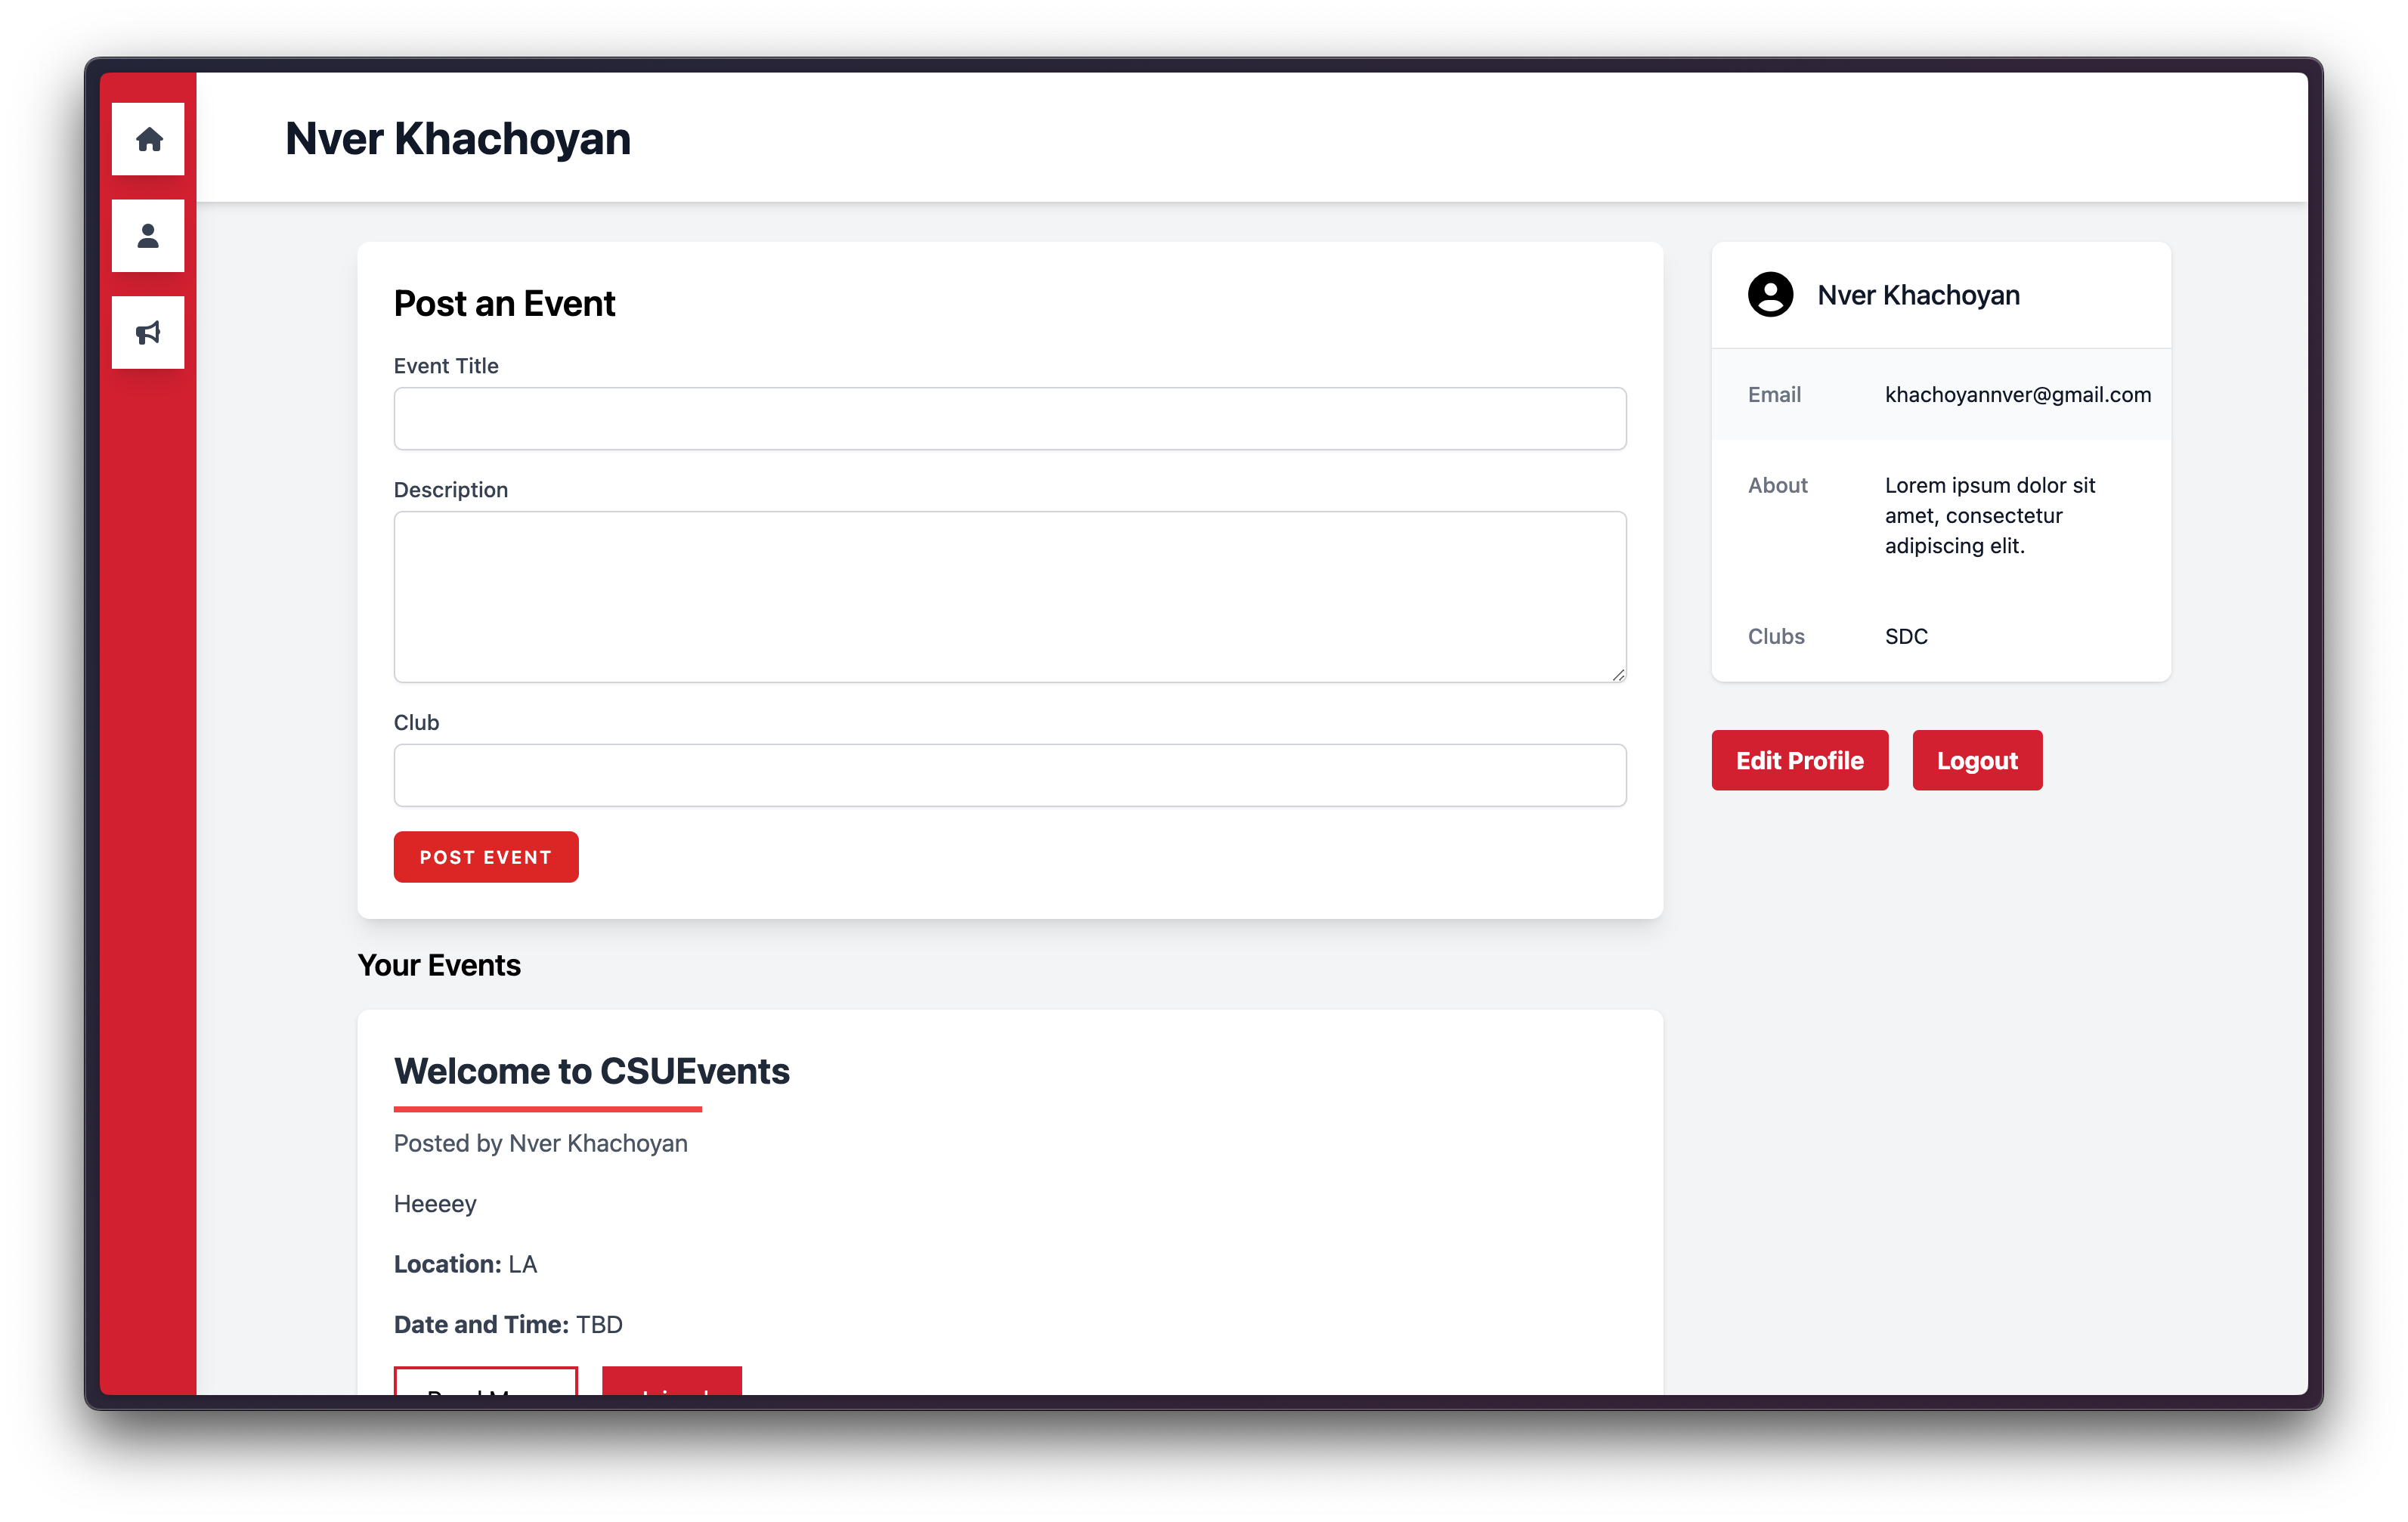 Nver Khachoyan
Post an Event
Event Title
Description
Club
POST EVENT
Nver Khachoyan
Email khachoyannver@gmail.com
About Lorem ipsum dolor sit
amet, consectetur
adipiscing elit.
Clubs SDC
Edit Profile Logout
Your Events
Welcome to CSUEvents
Posted by Nver Khachoyan
Heeeey
Location: LA
Date and Time: TBD